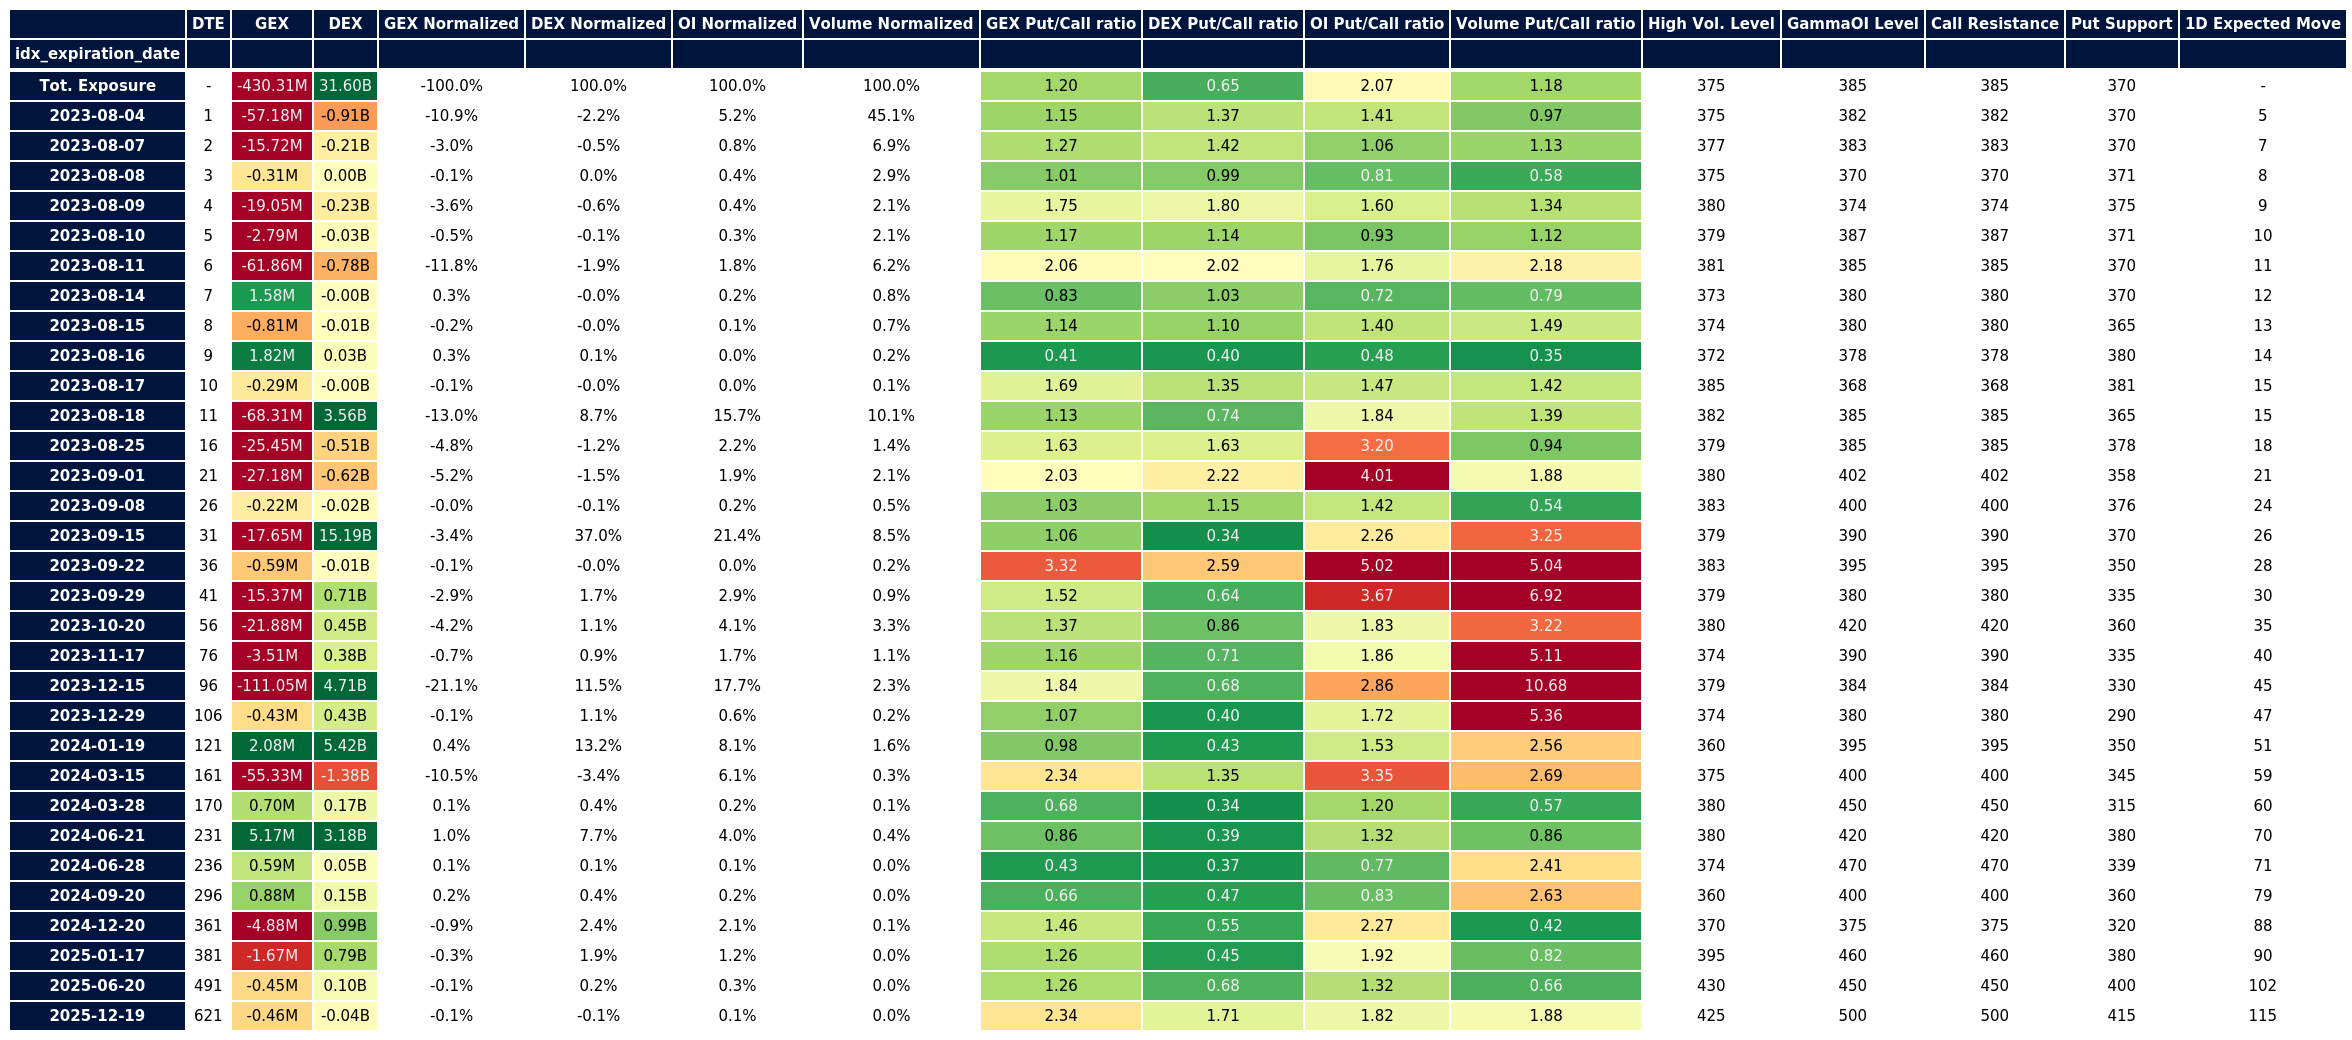 DTE GEX DEX GEX Normalized DEX Normalized OI Normalized Volume Normalized GEX Put/Call ratio DEX Put/Call ratio OI Put/Call ratio Volume Put/Call ratio High Vol. Level GammaOI Level Call Resistance Put Support 1D Expected Move
idx_expiration_date
Tot. Exposure - -430.31M 31.60B -100.0% 100.0% 100.0% 100.0% 1.20 0.65 2.07 1.18 375 385 385 370 -
2023-08-04 1 -57.18M -0.91B -10.9% -2.2% 5.2% 45.1% 1.15 1.37 1.41 0.97 375 382 382 370 5
2023-08-07 2 -15.72M -0.21B -3.0% -0.5% 0.8% 6.9% 1.27 1.42 1.06 1.13 377 383 383 370 7
2023-08-08 3 -0.31M 0.00B -0.1% 0.0% 0.4% 2.9% 1.01 0.99 0.81 0.58 375 370 370 371 8
2023-08-09 4 -19.05M -0.23B -3.6% -0.6% 0.4% 2.1% 1.75 1.80 1.60 1.34 380 374 374 375 9
2023-08-10 5 -2.79M -0.03B -0.5% -0.1% 0.3% 2.1% 1.17 1.14 0.93 1.12 379 387 387 371 10
2023-08-11 6 -61.86M -0.78B -11.8% -1.9% 1.8% 6.2% 2.06 2.02 1.76 2.18 381 385 385 370 11
2023-08-14 7 1.58M -0.00B 0.3% -0.0% 0.2% 0.8% 0.83 1.03 0.72 0.79 373 380 380 370 12
2023-08-15 8 -0.81M -0.01B -0.2% -0.0% 0.1% 0.7% 1.14 1.10 1.40 1.49 374 380 380 365 13
2023-08-16 9 1.82M 0.03B 0.3% 0.1% 0.0% 0.2% 0.41 0.40 0.48 0.35 372 378 378 380 14
2023-08-17 10 -0.29M -0.00B -0.1% -0.0% 0.0% 0.1% 1.69 1.35 1.47 1.42 385 368 368 381 15
2023-08-18 11 -68.31M 3.56B -13.0% 8.7% 15.7% 10.1% 1.13 0.74 1.84 1.39 382 385 385 365 15
2023-08-25 16 -25.45M -0.51B -4.8% -1.2% 2.2% 1.4% 1.63 1.63 3.20 0.94 379 385 385 378 18
2023-09-01 21 -27.18M -0.62B -5.2% -1.5% 1.9% 2.1% 2.03 2.22 4.01 1.88 380 402 402 358 21
2023-09-08 26 -0.22M -0.02B -0.0% -0.1% 0.2% 0.5% 1.03 1.15 1.42 0.54 383 400 400 376 24
2023-09-15 31 -17.65M 15.19B -3.4% 37.0% 21.4% 8.5% 1.06 0.34 2.26 3.25 379 390 390 370 26
2023-09-22 36 -0.59M -0.01B -0.1% -0.0% 0.0% 0.2% 3.32 2.59 5.02 5.04 383 395 395 350 28
2023-09-29 41 -15.37M 0.71B -2.9% 1.7% 2.9% 0.9% 1.52 0.64 3.67 6.92 379 380 380 335 30
2023-10-20 56 -21.88M 0.45B -4.2% 1.1% 4.1% 3.3% 1.37 0.86 1.83 3.22 380 420 420 360 35
2023-11-17 76 -3.51M 0.38B -0.7% 0.9% 1.7% 1.1% 1.16 0.71 1.86 5.11 374 390 390 335 40
2023-12-15 96 -111.05M 4.71B -21.1% 11.5% 17.7% 2.3% 1.84 0.68 2.86 10.68 379 384 384 330 45
2023-12-29 106 -0.43M 0.43B -0.1% 1.1% 0.6% 0.2% 1.07 0.40 1.72 5.36 374 380 380 290 47
2024-01-19 121 2.08M 5.42B 0.4% 13.2% 8.1% 1.6% 0.98 0.43 1.53 2.56 360 395 395 350 51
2024-03-15 161 -55.33M -1.38B -10.5% -3.4% 6.1% 0.3% 2.34 1.35 3.35 2.69 375 400 400 345 59
2024-03-28 170 0.70M 0.17B 0.1% 0.4% 0.2% 0.1% 0.68 0.34 1.20 0.57 380 450 450 315 60
2024-06-21 231 5.17M 3.18B 1.0% 7.7% 4.0% 0.4% 0.86 0.39 1.32 0.86 380 420 420 380 70
2024-06-28 236 0.59M 0.05B 0.1% 0.1% 0.1% 0.0% 0.43 0.37 0.77 2.41 374 470 470 339 71
2024-09-20 296 0.88M 0.15B 0.2% 0.4% 0.2% 0.0% 0.66 0.47 0.83 2.63 360 400 400 360 79
2024-12-20 361 -4.88M 0.99B -0.9% 2.4% 2.1% 0.1% 1.46 0.55 2.27 0.42 370 375 375 320 88
2025-01-17 381 -1.67M 0.79B -0.3% 1.9% 1.2% 0.0% 1.26 0.45 1.92 0.82 395 460 460 380 90
2025-06-20 491 -0.45M 0.10B -0.1% 0.2% 0.3% 0.0% 1.26 0.68 1.32 0.66 430 450 450 400 102
2025-12-19 621 -0.46M -0.04B -0.1% -0.1% 0.1% 0.0% 2.34 1.71 1.82 1.88 425 500 500 415 115